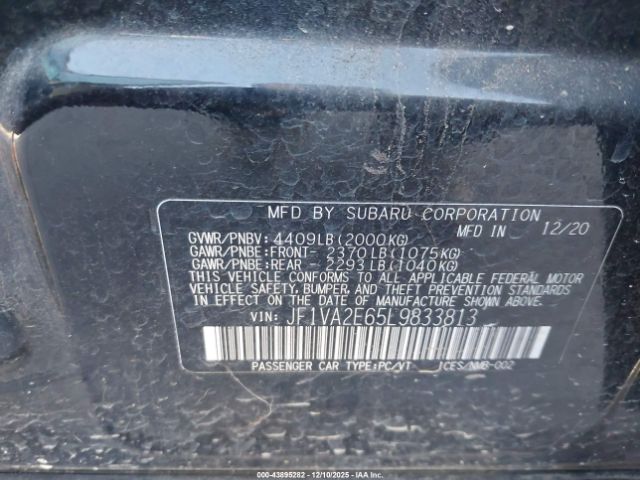 MFD BY SUBARU CORPORATION
MFD IN 12/20
GVWR/PNBV: 4409LB(2000KG)
GAWR/PNBE:FRONT- 2370LB(1075KG)
GAWR/PNBE:REAR - 2293LB(1040KG)
THIS VEHICLE CONFORMS TO ALL APPLICABLE FEDERAL MOTOR
VEHICLE SAFETY, BUMPER, AND THEFT PREVENTION STANDARDS
IN EFFECT ON THE DATE OF MANUFACTURE SHOWN ABOVE.
VIN: JF1VA2E65L9833813
PASSENGER CAR TYPE:PC/VT ICES/NMB-002
000-43895282 - 12/10/2025 - IAA Inc.